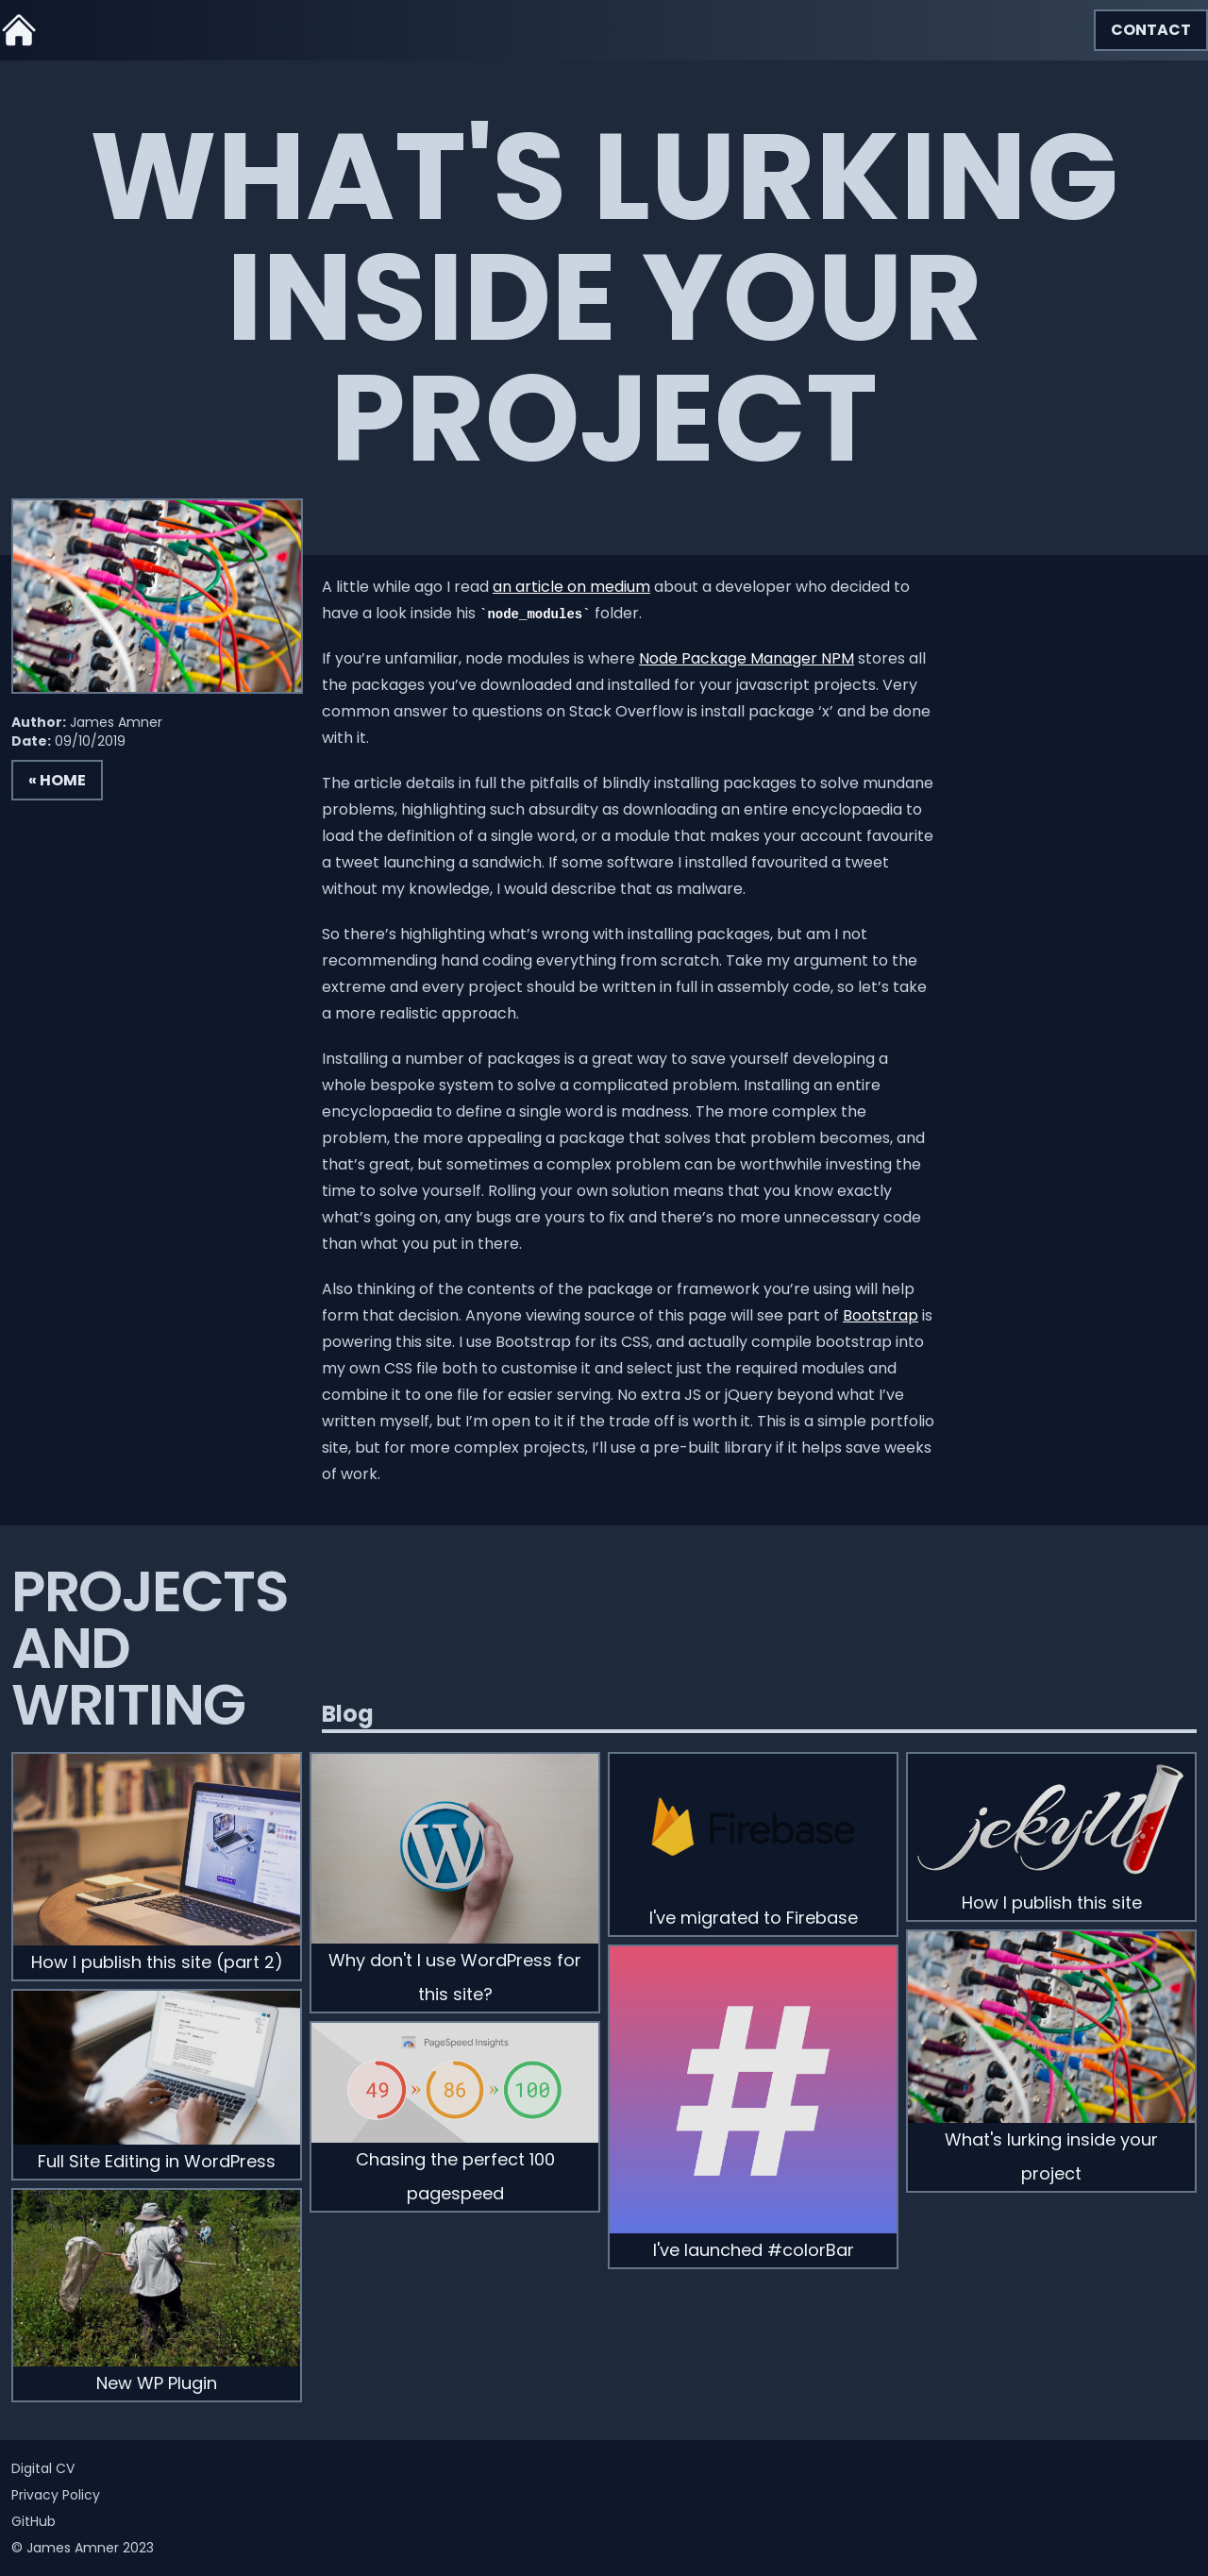 CONTACT
WHAT'S LURKING
INSIDE YOUR
PROJECT
Author: James Amner
Date: 09/10/2019
« HOME
A little while ago I read an article on medium about a developer who decided to
have a look inside his `node_modules` folder.
If you’re unfamiliar, node modules is where Node Package Manager NPM stores all
the packages you’ve downloaded and installed for your javascript projects. Very
common answer to questions on Stack Overflow is install package ‘x’ and be done
with it.
The article details in full the pitfalls of blindly installing packages to solve mundane
problems, highlighting such absurdity as downloading an entire encyclopaedia to
load the definition of a single word, or a module that makes your account favourite
a tweet launching a sandwich. If some software I installed favourited a tweet
without my knowledge, I would describe that as malware.
So there’s highlighting what’s wrong with installing packages, but am I not
recommending hand coding everything from scratch. Take my argument to the
extreme and every project should be written in full in assembly code, so let’s take
a more realistic approach.
Installing a number of packages is a great way to save yourself developing a
whole bespoke system to solve a complicated problem. Installing an entire
encyclopaedia to define a single word is madness. The more complex the
problem, the more appealing a package that solves that problem becomes, and
that’s great, but sometimes a complex problem can be worthwhile investing the
time to solve yourself. Rolling your own solution means that you know exactly
what’s going on, any bugs are yours to fix and there’s no more unnecessary code
than what you put in there.
Also thinking of the contents of the package or framework you’re using will help
form that decision. Anyone viewing source of this page will see part of Bootstrap is
powering this site. I use Bootstrap for its CSS, and actually compile bootstrap into
my own CSS file both to customise it and select just the required modules and
combine it to one file for easier serving. No extra JS or jQuery beyond what I’ve
written myself, but I’m open to it if the trade off is worth it. This is a simple portfolio
site, but for more complex projects, I’ll use a pre-built library if it helps save weeks
of work.
PROJECTS
AND
WRITING
Blog
How I publish this site (part 2)
Full Site Editing in WordPress
New WP Plugin
W
Why don't I use WordPress for
this site?
PageSpeed Insights
49 » 86 » 100
Chasing the perfect 100
pagespeed
Firebase
I've migrated to Firebase
#
I've launched #colorBar
jekyll
How I publish this site
What's lurking inside your
project
Digital CV
Privacy Policy
GitHub
© James Amner 2023